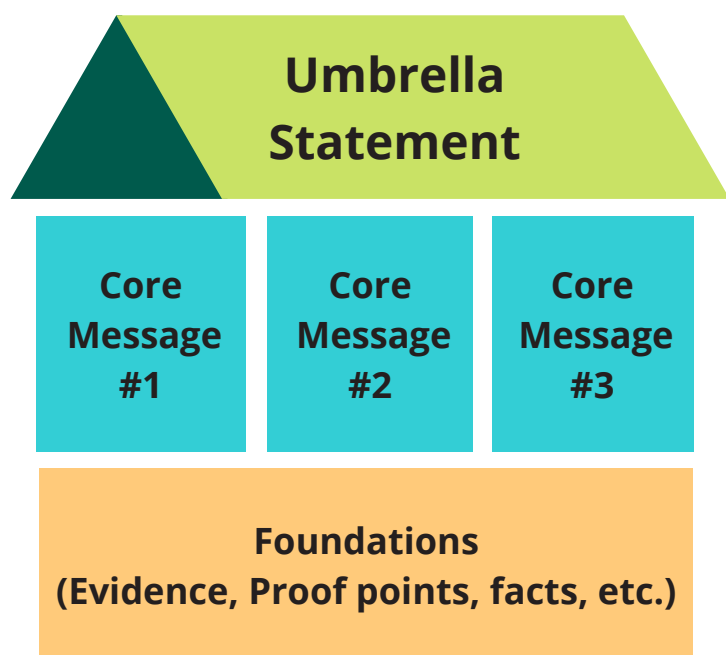 Umbrella
Statement
Core
Message
#1
Core
Message
#2
Core
Message
#3
Foundations
(Evidence, Proof points, facts, etc.)